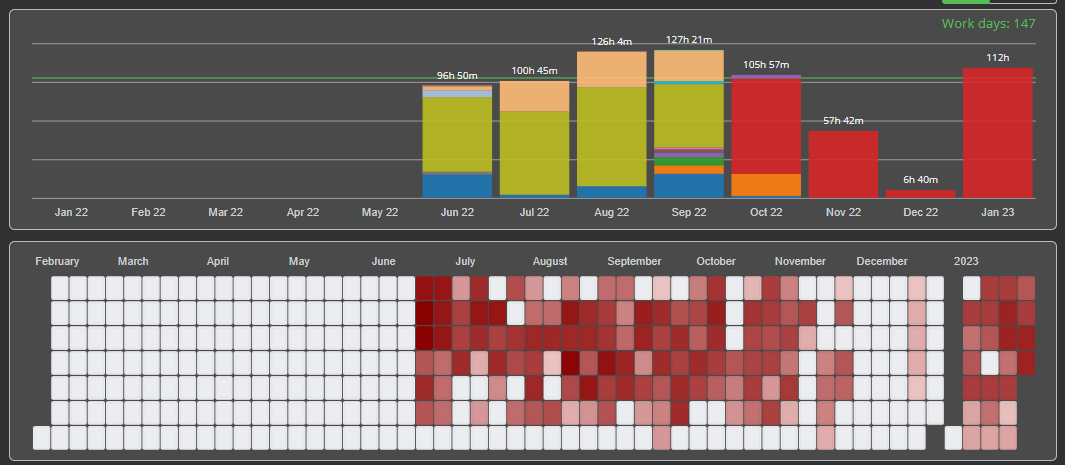 Work days: 147
96h 50m 100h 45m 126h 4m 127h 21m 105h 57m 57h 42m 6h 40m 112h
Jan 22 Feb 22 Mar 22 Apr 22 May 22 Jun 22 Jul 22 Aug 22 Sep 22 Oct 22 Nov 22 Dec 22 Jan 23
February March April May June July August September October November December 2023